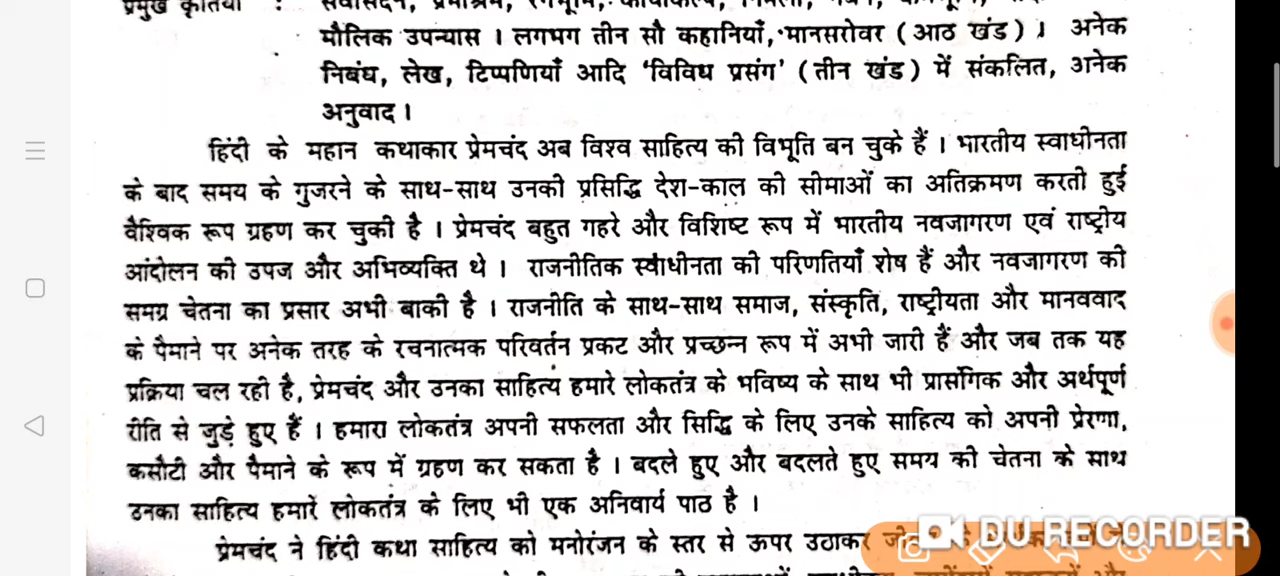 प्रमुख कृतियाँ : सेवासदन, प्रेमाश्रम, रंगभूमि, कायाकल्प, निर्मला,
मौलिक उपन्यास । लगभग तीन सौ कहानियाँ, मानसरोवर (आठ खंड) । अनेक
निबंध, लेख, टिप्पणियाँ आदि 'विविध प्रसंग' (तीन खंड) में संकलित, अनेक
अनुवाद ।
हिंदी के महान कथाकार प्रेमचंद अब विश्व साहित्य की विभूति बन चुके हैं । भारतीय स्वाधीनता
के बाद समय के गुजरने के साथ-साथ उनकी प्रसिद्धि देश-काल की सीमाओं का अतिक्रमण करती हुई
वैश्विक रूप ग्रहण कर चुकी है । प्रेमचंद बहुत गहरे और विशिष्ट रूप में भारतीय नवजागरण एवं राष्ट्रीय
आंदोलन की उपज और अभिव्यक्ति थे । राजनीतिक स्वाधीनता की परिणतियाँ शेष हैं और नवजागरण की
समग्र चेतना का प्रसार अभी बाकी है । राजनीति के साथ-साथ समाज, संस्कृति, राष्ट्रीयता और मानववाद
के पैमाने पर अनेक तरह के रचनात्मक परिवर्तन प्रकट और प्रच्छन्न रूप में अभी जारी हैं और जब तक यह
प्रक्रिया चल रही है, प्रेमचंद और उनका साहित्य हमारे लोकतंत्र के भविष्य के साथ भी प्रासंगिक और अर्थपूर्ण
रीति से जुड़े हुए हैं । हमारा लोकतंत्र अपनी सफलता और सिद्धि के लिए उनके साहित्य को अपनी प्रेरणा,
कसौटी और पैमाने के रूप में ग्रहण कर सकता है । बदले हुए और बदलते हुए समय की चेतना के साथ
उनका साहित्य हमारे लोकतंत्र के लिए भी एक अनिवार्य पाठ है ।
प्रेमचंद ने हिंदी कथा साहित्य को मनोरंजन के स्तर से ऊपर उठाकर
DU RECORDER